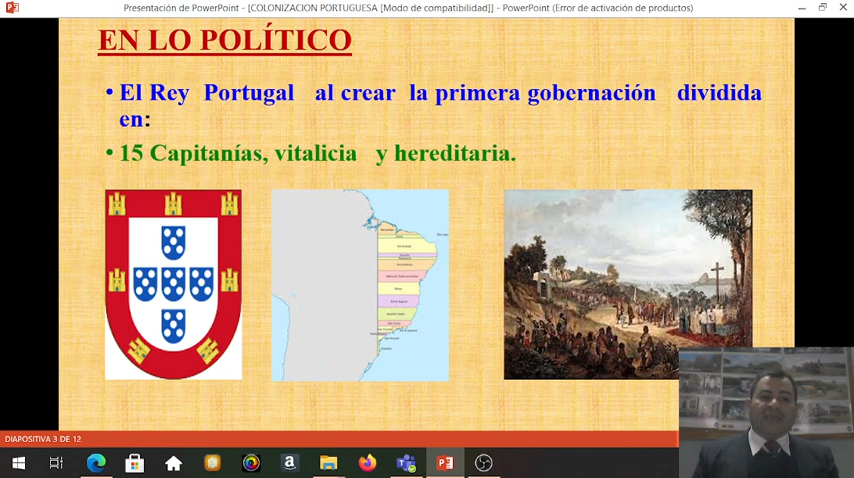 Presentación de PowerPoint - [COLONIZACION PORTUGUESA [Modo de compatibilidad]] - PowerPoint (Error de activación de productos)
EN LO POLÍTICO
• El Rey Portugal al crear la primera gobernación dividida
en:
• 15 Capitanías, vitalicia y hereditaria.
DIAPOSITIVA 3 DE 12